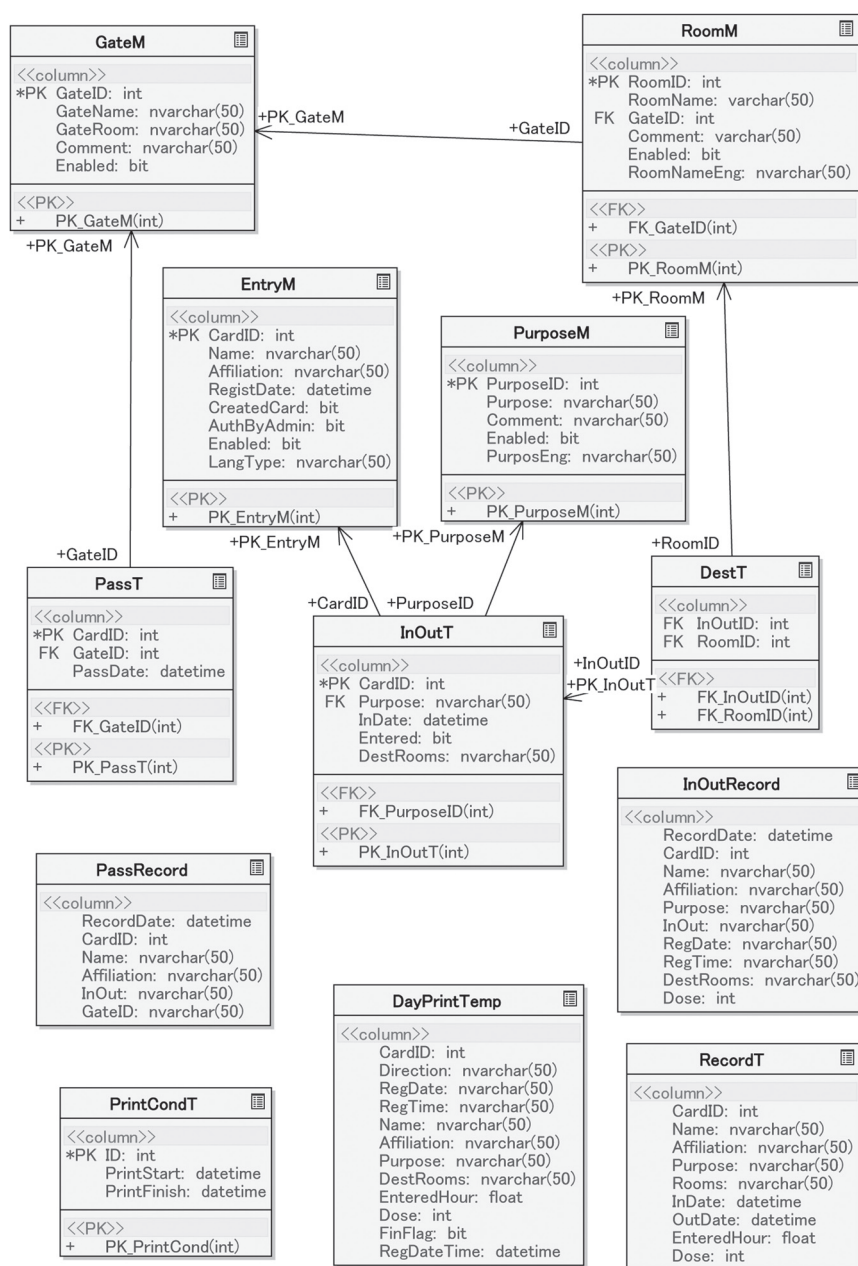 GateM
<<column>>
*PK GateID: int
GateName: nvarchar(50)
GateRoom: nvarchar(50)
Comment: nvarchar(50)
Enabled: bit
<<PK>>
+ PK_GateM(int)
+PK_GateM
+GateID
+PK_GateM
RoomM
<<column>>
*PK RoomID: int
RoomName: varchar(50)
FK GateID: int
Comment: varchar(50)
Enabled: bit
RoomNameEng: nvarchar(50)
<<FK>>
+ FK_GateID(int)
<<PK>>
+ PK_RoomM(int)
+PK_RoomM
EntryM
<<column>>
*PK CardID: int
Name: nvarchar(50)
Affiliation: nvarchar(50)
RegistDate: datetime
CreatedCard: bit
AuthByAdmin: bit
Enabled: bit
LangType: nvarchar(50)
<<PK>>
+ PK_EntryM(int)
+PK_EntryM
PurposeM
<<column>>
*PK PurposeID: int
Purpose: nvarchar(50)
Comment: nvarchar(50)
Enabled: bit
PurposEng: nvarchar(50)
<<PK>>
+ PK_PurposeM(int)
+PK_PurposeM
+GateID
PassT
<<column>>
*PK CardID: int
FK GateID: int
PassDate: datetime
<<FK>>
+ FK_GateID(int)
<<PK>>
+ PK_PassT(int)
+CardID
+PurposeID
InOutT
<<column>>
*PK CardID: int
FK Purpose: nvarchar(50)
InDate: datetime
Entered: bit
DestRooms: nvarchar(50)
<<FK>>
+ FK_PurposeID(int)
<<PK>>
+ PK_InOutT(int)
+RoomID
DestT
<<column>>
FK InOutID: int
FK RoomID: int
<<FK>>
+ FK_InOutID(int)
+ FK_RoomID(int)
+InOutID
+PK_InOutT
InOutRecord
<<column>>
RecordDate: datetime
CardID: int
Name: nvarchar(50)
Affiliation: nvarchar(50)
Purpose: nvarchar(50)
InOut: nvarchar(50)
RegDate: nvarchar(50)
RegTime: nvarchar(50)
DestRooms: nvarchar(50)
Dose: int
PassRecord
<<column>>
RecordDate: datetime
CardID: int
Name: nvarchar(50)
Affiliation: nvarchar(50)
InOut: nvarchar(50)
GateID: nvarchar(50)
DayPrintTemp
<<column>>
CardID: int
Direction: nvarchar(50)
RegDate: nvarchar(50)
RegTime: nvarchar(50)
Name: nvarchar(50)
Affiliation: nvarchar(50)
Purpose: nvarchar(50)
DestRooms: nvarchar(50)
EnteredHour: float
Dose: int
FinFlag: bit
RegDateTime: datetime
PrintCondT
<<column>>
*PK ID: int
PrintStart: datetime
PrintFinish: datetime
<<PK>>
+ PK_PrintCond(int)
RecordT
<<column>>
CardID: int
Name: nvarchar(50)
Affiliation: nvarchar(50)
Purpose: nvarchar(50)
Rooms: nvarchar(50)
InDate: datetime
OutDate: datetime
EnteredHour: float
Dose: int